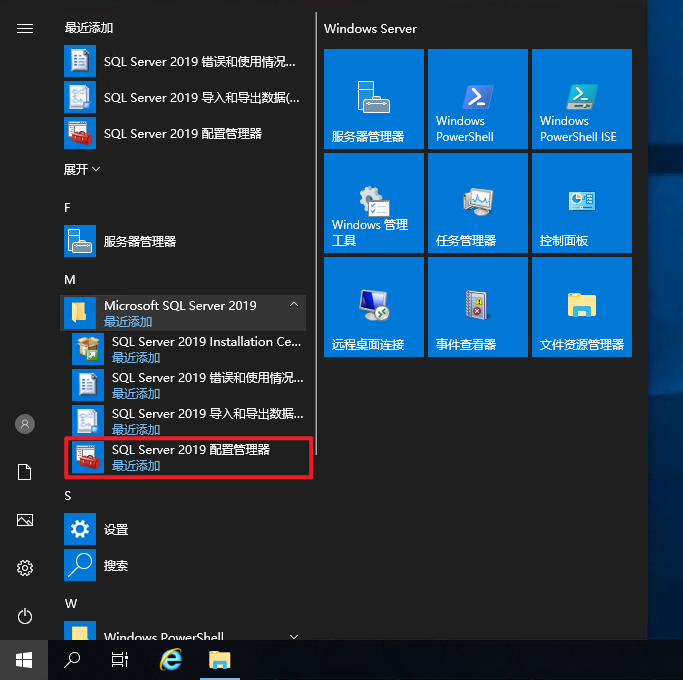 最近添加
SQL Server 2019 错误和使用情况...
SQL Server 2019 导入和导出数据(...
SQL Server 2019 配置管理器
展开
F
服务器管理器
M
Microsoft SQL Server 2019
最近添加
SQL Server 2019 Installation Ce...
最近添加
SQL Server 2019 错误和使用情况...
最近添加
SQL Server 2019 导入和导出数据...
最近添加
SQL Server 2019 配置管理器
最近添加
S
设置
搜索
W
Windows PowerShell
Windows Server
服务器管理器
Windows
PowerShell
Windows
PowerShell ISE
Windows 管理
工具
任务管理器
控制面板
远程桌面连接
事件查看器
文件资源管理器